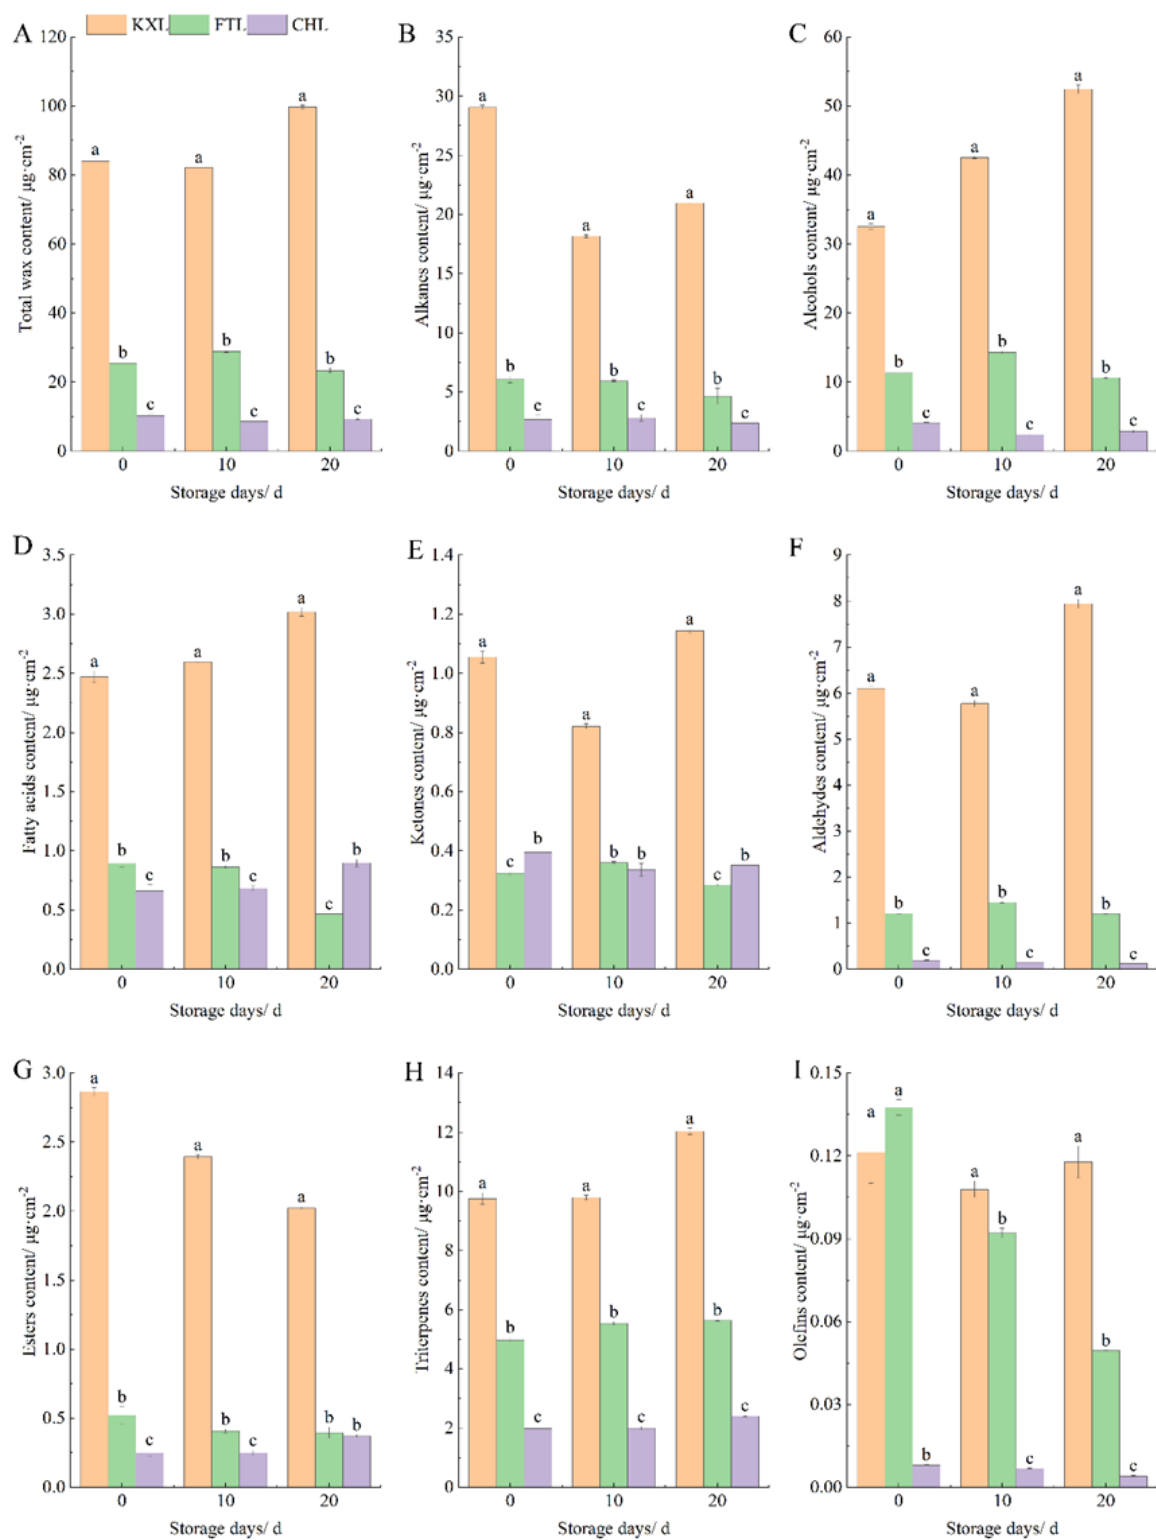 KXL FTL CHL
A B C
120 35 60
a
100 30 50
a a a a a
80 25 40
a a
60 20 30
15
40 20
10
b b b b b b b b b
20 5 10
c c c c c c c c c
0 0 0
Total wax content/ μg·cm-2
Alkanes content/ μg·cm-2
Alcohols content/ μg·cm-2
0 10 20 0 10 20 0 10 20
Storage days/ d Storage days/ d Storage days/ d
D E F
3.5 1.4 9
a a a
3.0 1.2 8
a a a 7
2.5 1.0 a a
a 6
2.0 0.8 5
1.5 0.6 4
3
1.0 0.4
b b b b b b 2
c c c c c b b b
0.5 0.2 1
c c c
0.0 0.0 0
Fatty acids content/ μg·cm-2
Ketones content/ μg·cm-2
Aldehydes content/ μg·cm-2
0 10 20 0 10 20 0 10 20
Storage days/ d Storage days/ d Storage days/ d
G H I
3.0 14 0.15
a a a a
2.5 12 0.12
a a a a a
2.0 10 0.09
a 8 b
1.5 6 0.06
1.0 b b b b
4
0.5 0.03
b b b b 2
c c c c c b c c
0.0 0 0.00
Esters content/ μg·cm-2
Triterpenes content/ μg·cm-2
Olefins content/ μg·cm-2
0 10 20 0 10 20 0 10 20
Storage days/ d Storage days/ d Storage days/ d